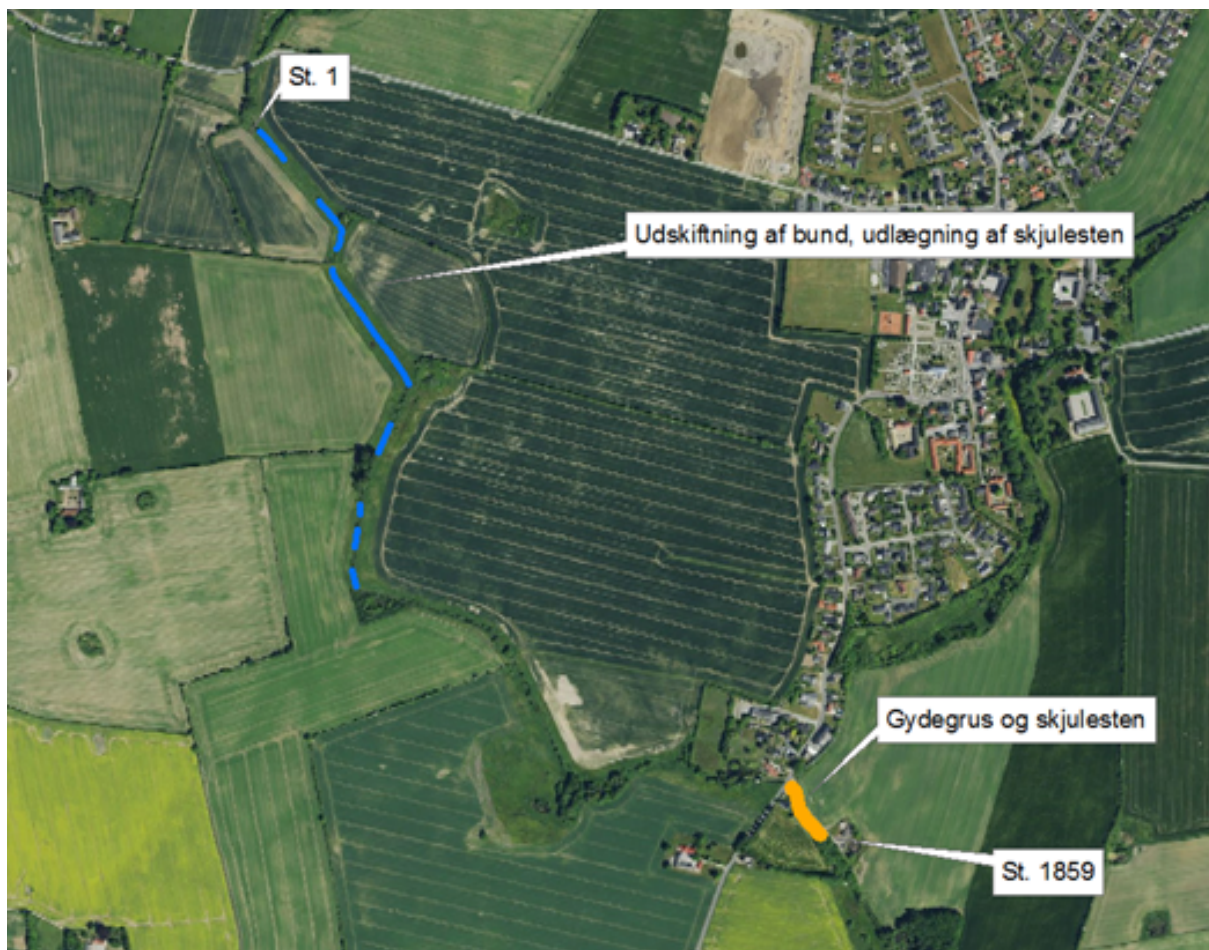 St. 1
Udskiftning af bund, udlægning af skjulesten
Gydegrus og skjulesten
St. 1859